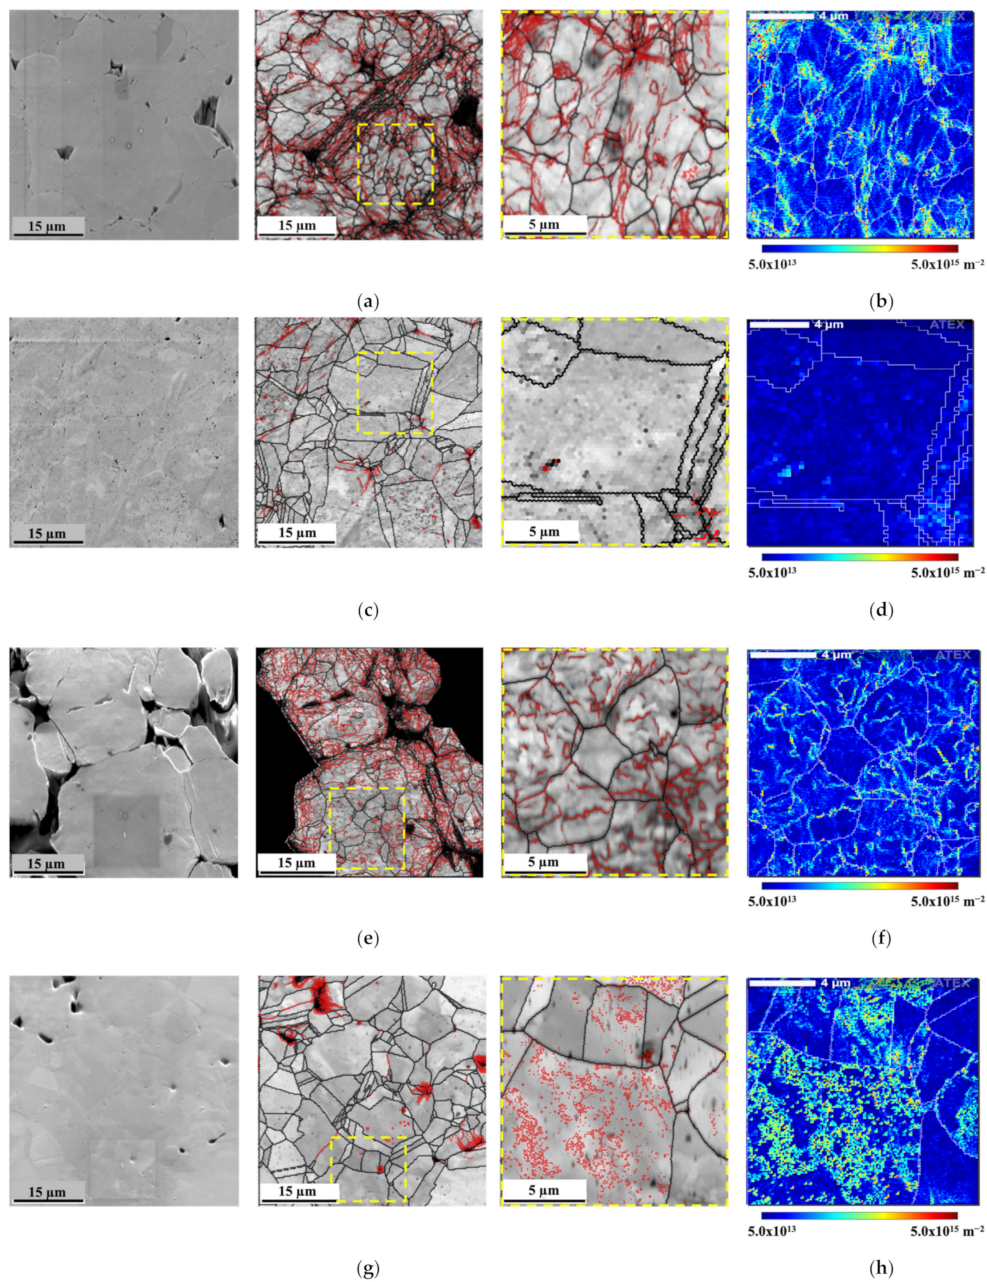 4 µm ATEX
15 µm 15 µm 5 µm
5.0x10¹³ 5.0x10¹⁵ m⁻²
(a) (b)
4 µm ATEX
15 µm 15 µm 5 µm
5.0x10¹³ 5.0x10¹⁵ m⁻²
(c) (d)
4 µm ATEX
15 µm 15 µm 5 µm
5.0x10¹³ 5.0x10¹⁵ m⁻²
(e) (f)
4 µm ATEX
15 µm 15 µm 5 µm
5.0x10¹³ 5.0x10¹⁵ m⁻²
(g) (h)